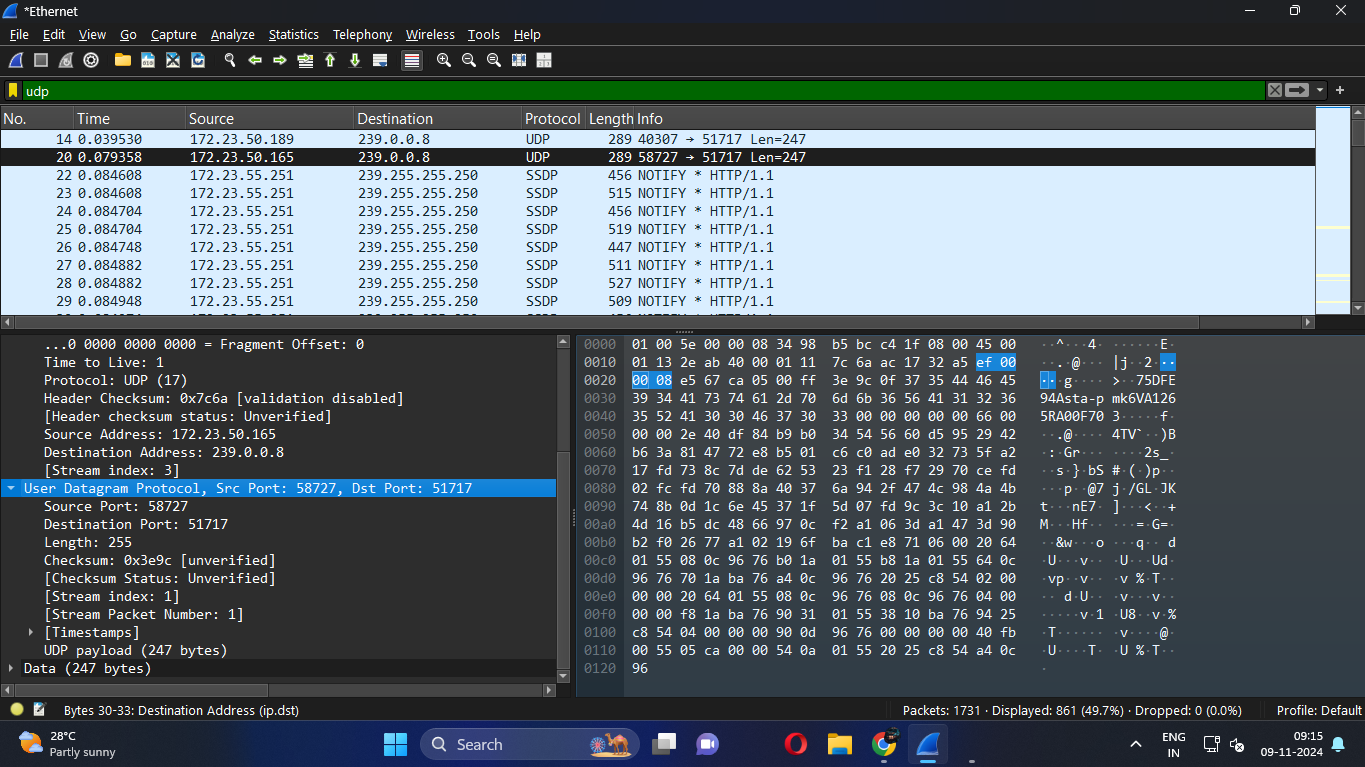 *Ethernet
File Edit View Go Capture Analyze Statistics Telephony Wireless Tools Help
udp
No. Time Source Destination Protocol Length Info
14 0.039530 172.23.50.189 239.0.0.8 UDP 289 40307 → 51717 Len=247
20 0.079358 172.23.50.165 239.0.0.8 UDP 289 58727 → 51717 Len=247
22 0.084608 172.23.55.251 239.255.255.250 SSDP 456 NOTIFY * HTTP/1.1
23 0.084608 172.23.55.251 239.255.255.250 SSDP 515 NOTIFY * HTTP/1.1
24 0.084704 172.23.55.251 239.255.255.250 SSDP 456 NOTIFY * HTTP/1.1
25 0.084704 172.23.55.251 239.255.255.250 SSDP 519 NOTIFY * HTTP/1.1
26 0.084748 172.23.55.251 239.255.255.250 SSDP 447 NOTIFY * HTTP/1.1
27 0.084882 172.23.55.251 239.255.255.250 SSDP 511 NOTIFY * HTTP/1.1
28 0.084882 172.23.55.251 239.255.255.250 SSDP 527 NOTIFY * HTTP/1.1
29 0.084948 172.23.55.251 239.255.255.250 SSDP 509 NOTIFY * HTTP/1.1
...0 0000 0000 0000 = Fragment Offset: 0
Time to Live: 1
Protocol: UDP (17)
Header Checksum: 0x7c6a [validation disabled]
[Header checksum status: Unverified]
Source Address: 172.23.50.165
Destination Address: 239.0.0.8
[Stream index: 3]
User Datagram Protocol, Src Port: 58727, Dst Port: 51717
Source Port: 58727
Destination Port: 51717
Length: 255
Checksum: 0x3e9c [unverified]
[Checksum Status: Unverified]
[Stream index: 1]
[Stream Packet Number: 1]
[Timestamps]
UDP payload (247 bytes)
Data (247 bytes)
0000 01 00 5e 00 00 08 34 98 b5 bc c4 1f 08 00 45 00 ··^···4· ······E·
0010 01 13 2e ab 40 00 01 11 7c 6a ac 17 32 a5 ef 00 ··.·@··· |j··2···
0020 00 08 e5 67 ca 05 00 ff 3e 9c 0f 37 35 44 46 45 ···g···· >··75DFE
0030 39 34 41 73 74 61 2d 70 6d 6b 36 56 41 31 32 36 94Asta-p mk6VA126
0040 35 52 41 30 30 46 37 30 33 00 00 00 00 00 66 00 5RA00F70 3·····f·
0050 00 00 2e 40 df 84 b9 b0 34 54 56 60 d5 95 29 42 ··.@···· 4TV`··)B
0060 b6 3a 81 47 72 e8 b5 01 c6 c0 ad e0 32 73 5f a2 ·:·Gr··· ····2s_·
0070 17 fd 73 8c 7d de 62 53 23 f1 28 f7 29 70 ce fd ··s·}·bS #·(·)p··
0080 02 fc fd 70 88 8a 40 37 6a 94 2f 47 4c 98 4a 4b ···p··@7 j·/GL·JK
0090 74 8b 0d 1c 6e 45 37 1f 5d 07 fd 9c 3c 10 a1 2b t···nE7· ]···<··+
00a0 4d 16 b5 dc 48 66 97 0c f2 a1 06 3d a1 47 3d 90 M···Hf·· ···=·G=·
00b0 b2 f0 26 77 a1 02 19 6f ba c1 e8 71 06 00 20 64 ··&w···o ···q·· d
00c0 01 55 08 0c 96 76 b0 1a 01 55 b8 1a 01 55 64 0c ·U···v·· ·U···Ud·
00d0 96 76 70 1a ba 76 a4 0c 96 76 20 25 c8 54 02 00 ·vp··v·· ·v %·T··
00e0 00 00 20 64 01 55 08 0c 96 76 08 0c 96 76 04 00 ·· d·U·· ·v···v··
00f0 00 00 f8 1a ba 76 90 31 01 55 38 10 ba 76 94 25 ·····v·1 ·U8··v·%
0100 c8 54 04 00 00 00 90 0d 96 76 00 00 00 00 40 fb ·T······ ·v····@·
0110 00 55 05 ca 00 00 54 0a 01 55 20 25 c8 54 a4 0c ·U····T· ·U %·T··
0120 96 ·
Bytes 30-33: Destination Address (ip.dst) Packets: 1731 · Displayed: 861 (49.7%) · Dropped: 0 (0.0%) Profile: Default
28°C
Partly sunny
Search
ENG
IN
09:15
09-11-2024